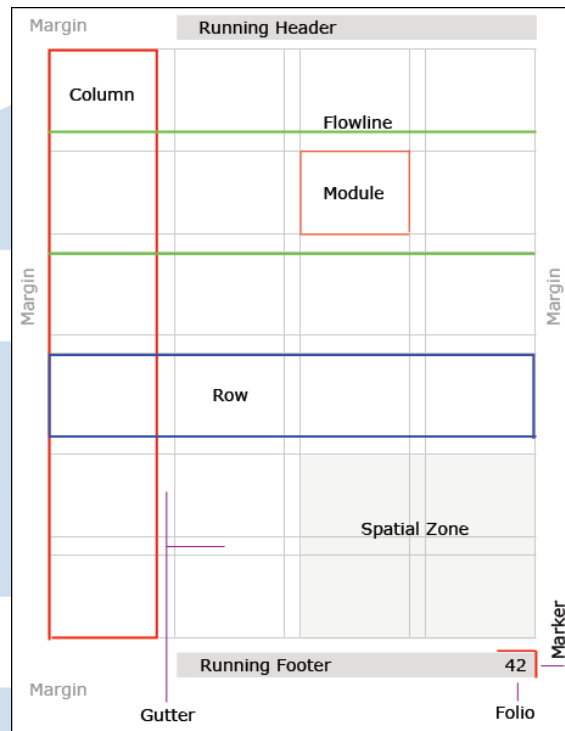 Margin
Running Header
Column
Flowline
Module
Margin
Margin
Row
Spatial Zone
Marker
Running Footer
42
Margin
Gutter
Folio